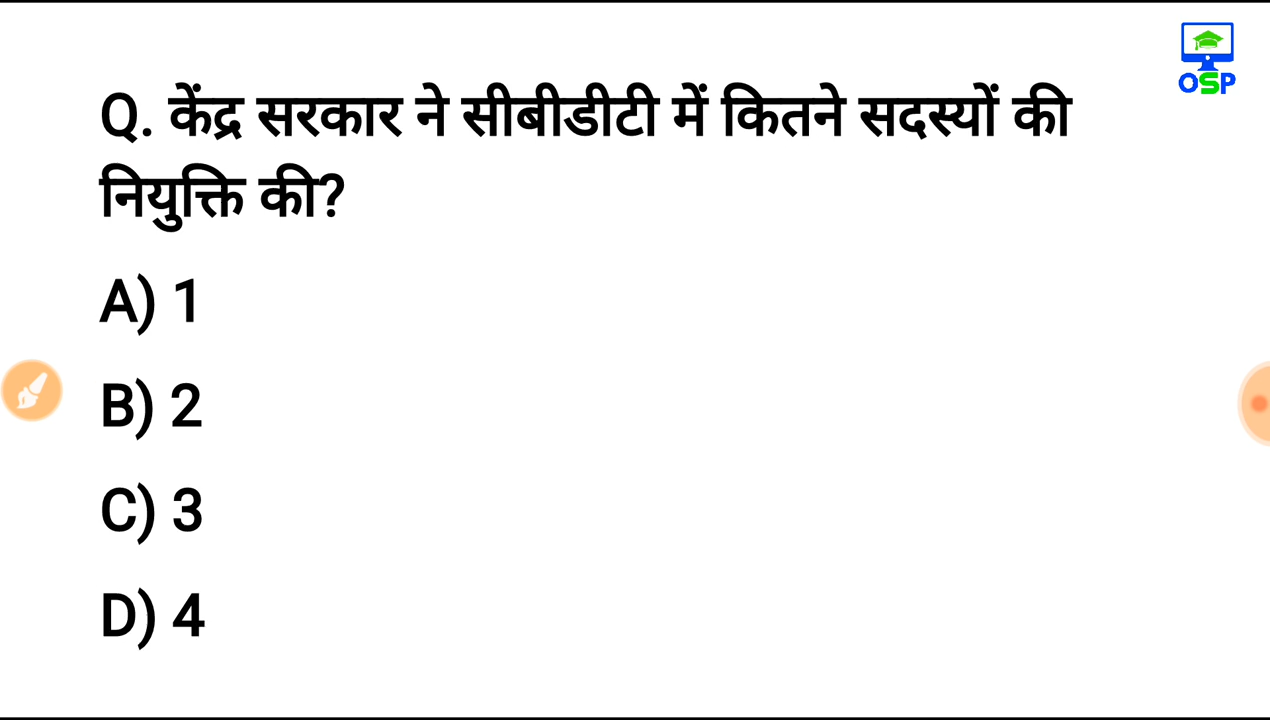 OSP
Q. केंद्र सरकार ने सीबीडीटी में कितने सदस्यों की
नियुक्ति की?
A) 1
B) 2
C) 3
D) 4